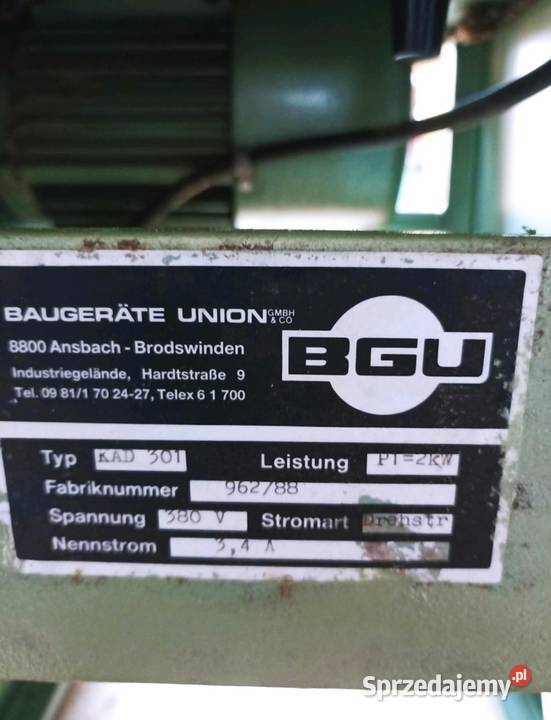 BAUGERÄTE UNION GMBH & CO
8800 Ansbach - Brodswinden
Industriegelände, Hardtstraße 9
Tel. 09 81/1 70 24-27, Telex 6 1 700
BGU
Typ KAD 301
Leistung P1=2kW
Fabriknummer 962/88
Spannung 380 V Stromart Drehstr
Nennstrom 3,4 A
Sprzedajemy.pl